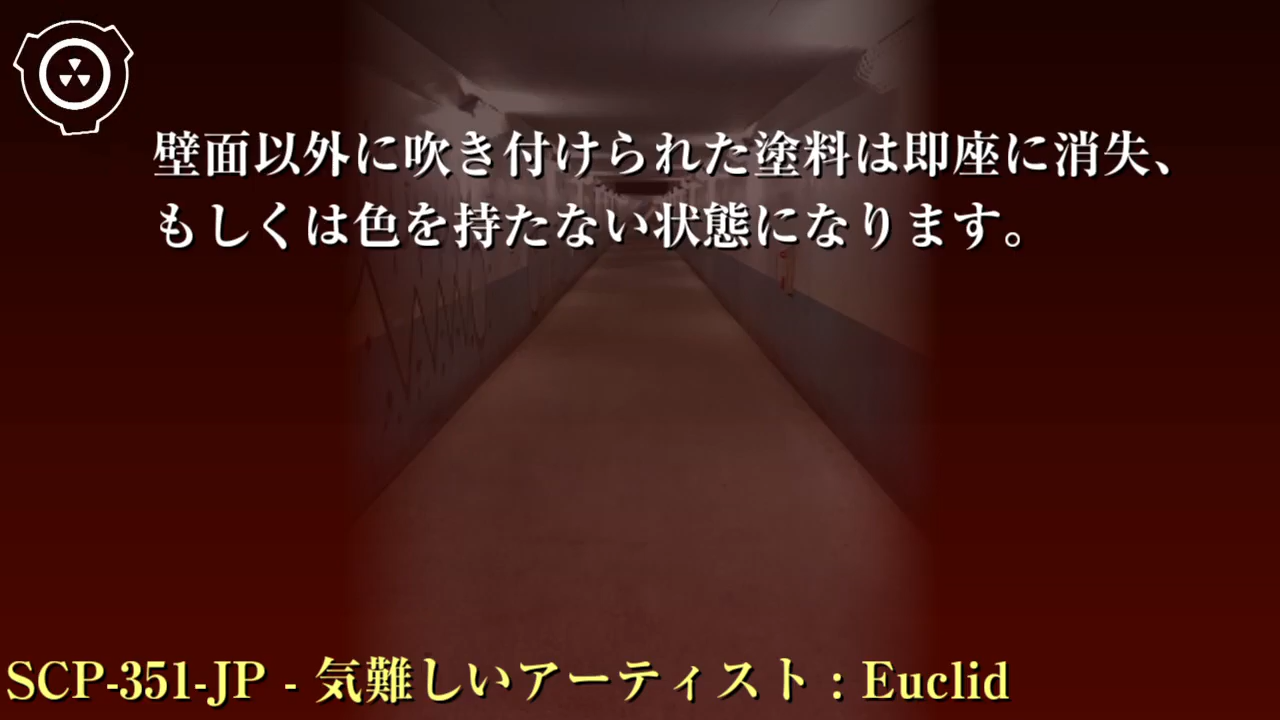 壁面以外に吹き付けられた塗料は即座に消失、
もしくは色を持たない状態になります。
SCP-351-JP - 気難しいアーティスト : Euclid